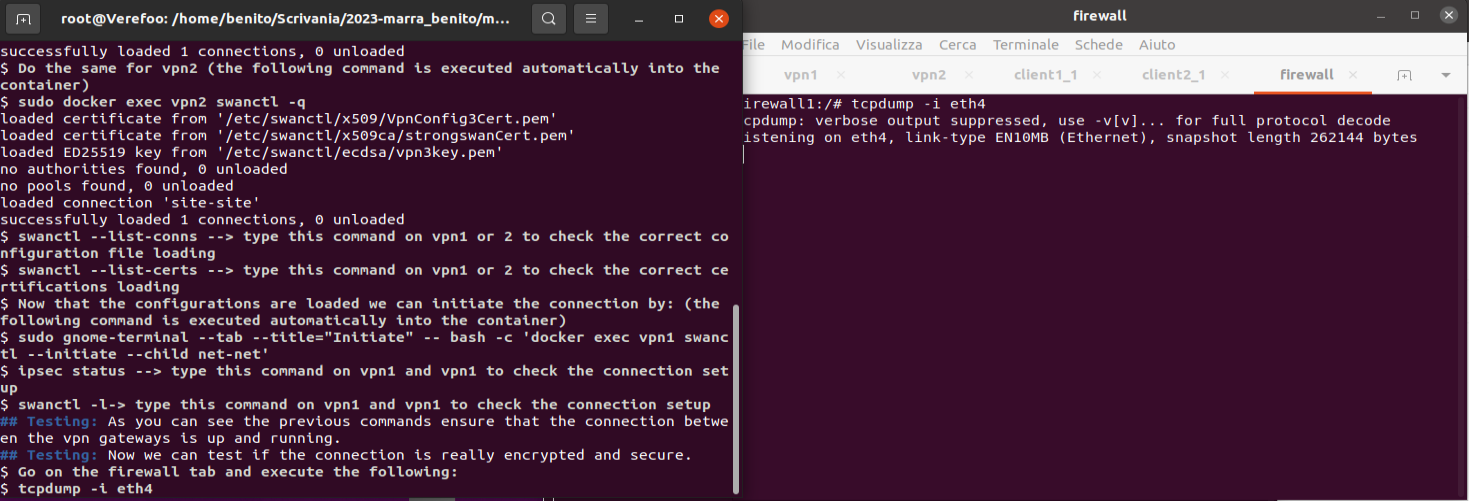 root@Verefoo: /home/benito/Scrivania/2023-marra_benito/m...
successfully loaded 1 connections, 0 unloaded
$ Do the same for vpn2 (the following command is executed automatically into the
container)
$ sudo docker exec vpn2 swanctl -q
loaded certificate from '/etc/swanctl/x509/VpnConfig3Cert.pem'
loaded certificate from '/etc/swanctl/x509ca/strongswanCert.pem'
loaded ED25519 key from '/etc/swanctl/ecdsa/vpn3key.pem'
no authorities found, 0 unloaded
no pools found, 0 unloaded
loaded connection 'site-site'
successfully loaded 1 connections, 0 unloaded
$ swanctl --list-conns --> type this command on vpn1 or 2 to check the correct co
nfiguration file loading
$ swanctl --list-certs --> type this command on vpn1 or 2 to check the correct ce
rtifications loading
$ Now that the configurations are loaded we can initiate the connection by: (the
following command is executed automatically into the container)
$ sudo gnome-terminal --tab --title="Initiate" -- bash -c 'docker exec vpn1 swanc
tl --initiate --child net-net'
$ ipsec status --> type this command on vpn1 and vpn1 to check the connection set
up
$ swanctl -l-> type this command on vpn1 and vpn1 to check the connection setup
## Testing: As you can see the previous commands ensure that the connection betwe
en the vpn gateways is up and running.
## Testing: Now we can test if the connection is really encrypted and secure.
$ Go on the firewall tab and execute the following:
$ tcpdump -i eth4
firewall
File Modifica Visualizza Cerca Terminale Schede Aiuto
vpn1 vpn2 client1_1 client2_1 firewall
irewall1:/# tcpdump -i eth4
cpdump: verbose output suppressed, use -v[v]... for full protocol decode
istening on eth4, link-type EN10MB (Ethernet), snapshot length 262144 bytes